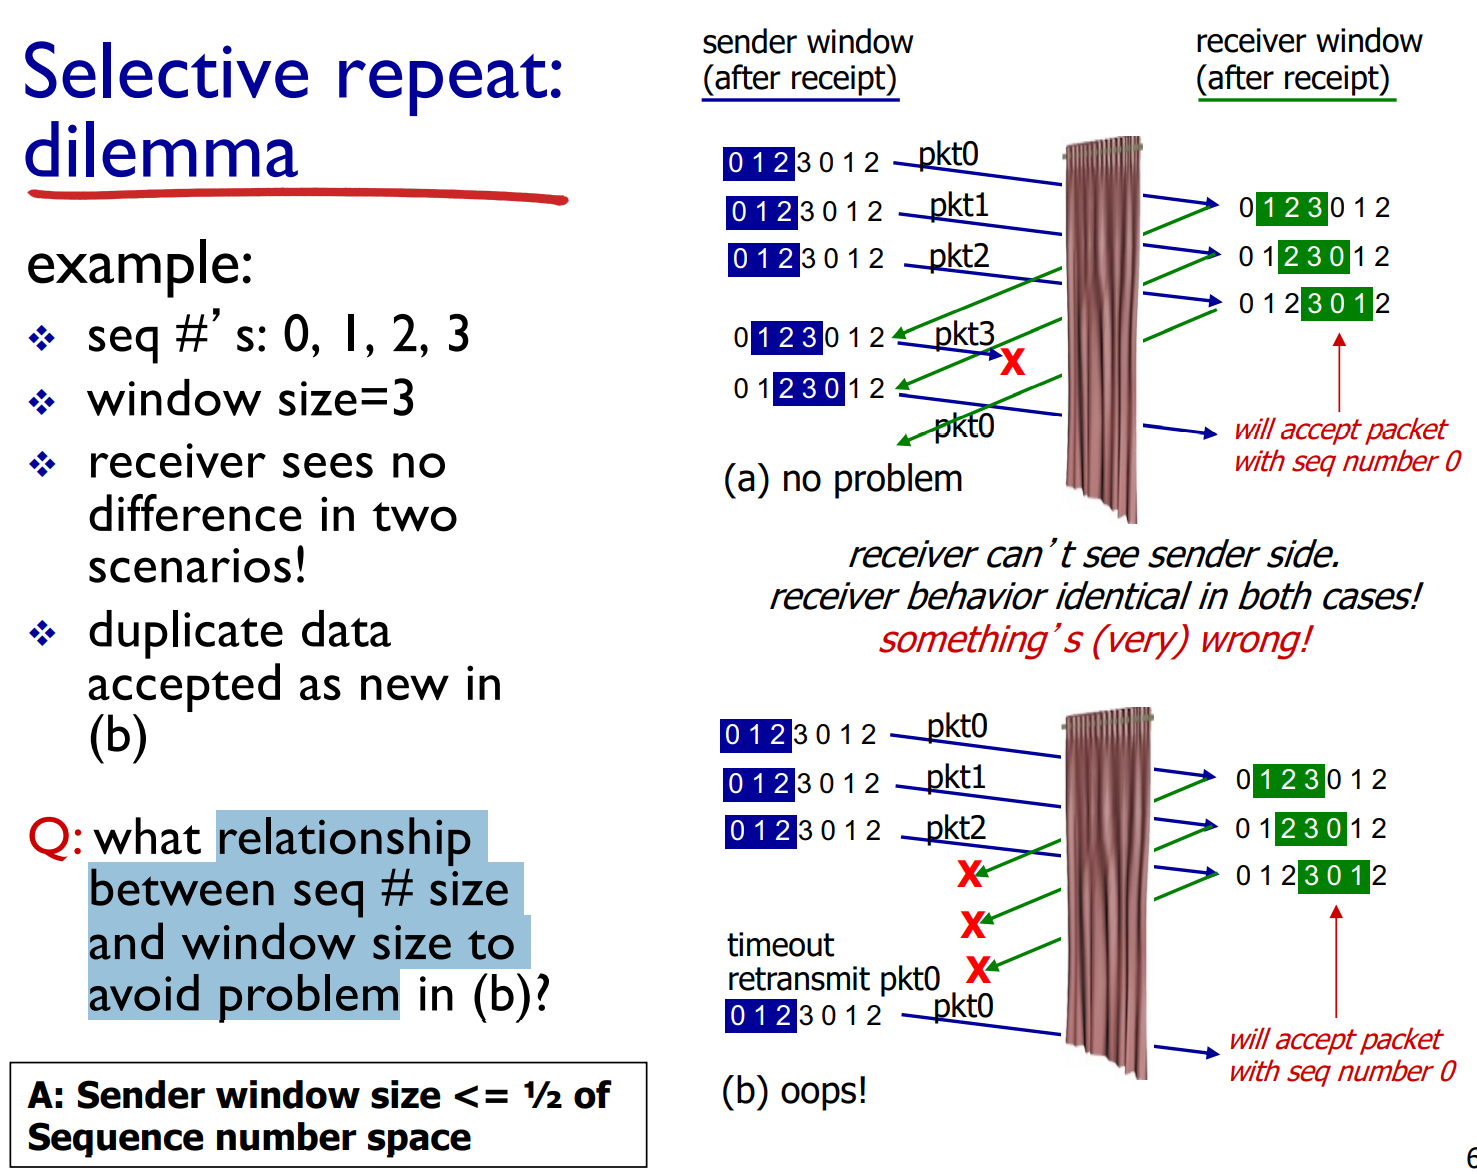 Selective repeat:
dilemma
example:
❖ seq #’s: 0, 1, 2, 3
❖ window size=3
❖ receiver sees no
difference in two
scenarios!
❖ duplicate data
accepted as new in
(b)
Q: what relationship
between seq # size
and window size to
avoid problem in (b)?
A: Sender window size <= ½ of
Sequence number space
sender window
(after receipt)
receiver window
(after receipt)
0 1 2 3 0 1 2 pkt0
0 1 2 3 0 1 2 pkt1
0 1 2 3 0 1 2
0 1 2 3 0 1 2 pkt2
0 1 2 3 0 1 2
0 1 2 3 0 1 2
0 1 2 3 0 1 2 pkt3
X
0 1 2 3 0 1 2
pkt0
will accept packet
with seq number 0
(a) no problem
receiver can’t see sender side.
receiver behavior identical in both cases!
something’s (very) wrong!
0 1 2 3 0 1 2 pkt0
0 1 2 3 0 1 2 pkt1
0 1 2 3 0 1 2
0 1 2 3 0 1 2 pkt2
0 1 2 3 0 1 2
X
0 1 2 3 0 1 2
X
timeout
X
retransmit pkt0
0 1 2 3 0 1 2 pkt0
will accept packet
with seq number 0
(b) oops!
6